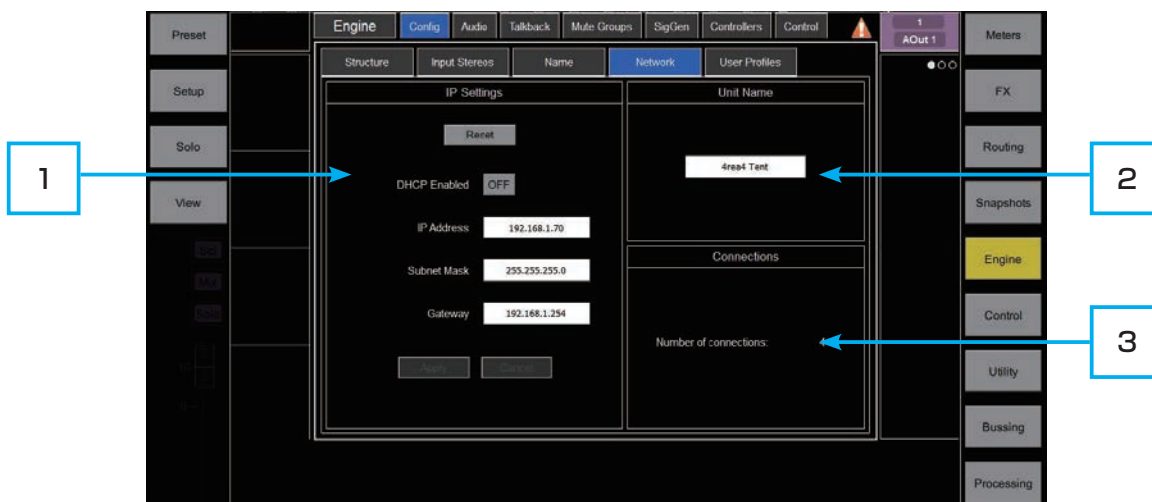 Preset
Engine
Config
Audio
Talkback
Mute Groups
SigGen
Controllers
Control
1
AOut 1
Meters
Structure
Input Stereos
Name
Network
User Profiles
Setup
IP Settings
Unit Name
FX
Reset
Solo
Routing
1
4rea4 Tent
2
DHCP Enabled OFF
View
Snapshots
IP Address 192.168.1.70
Sel
Connections
Engine
Subnet Mask 255.255.255.0
Mix
Solo
Gateway 192.168.1.254
Control
Number of connections:
3
Apply
Cancel
Utility
Bussing
Processing